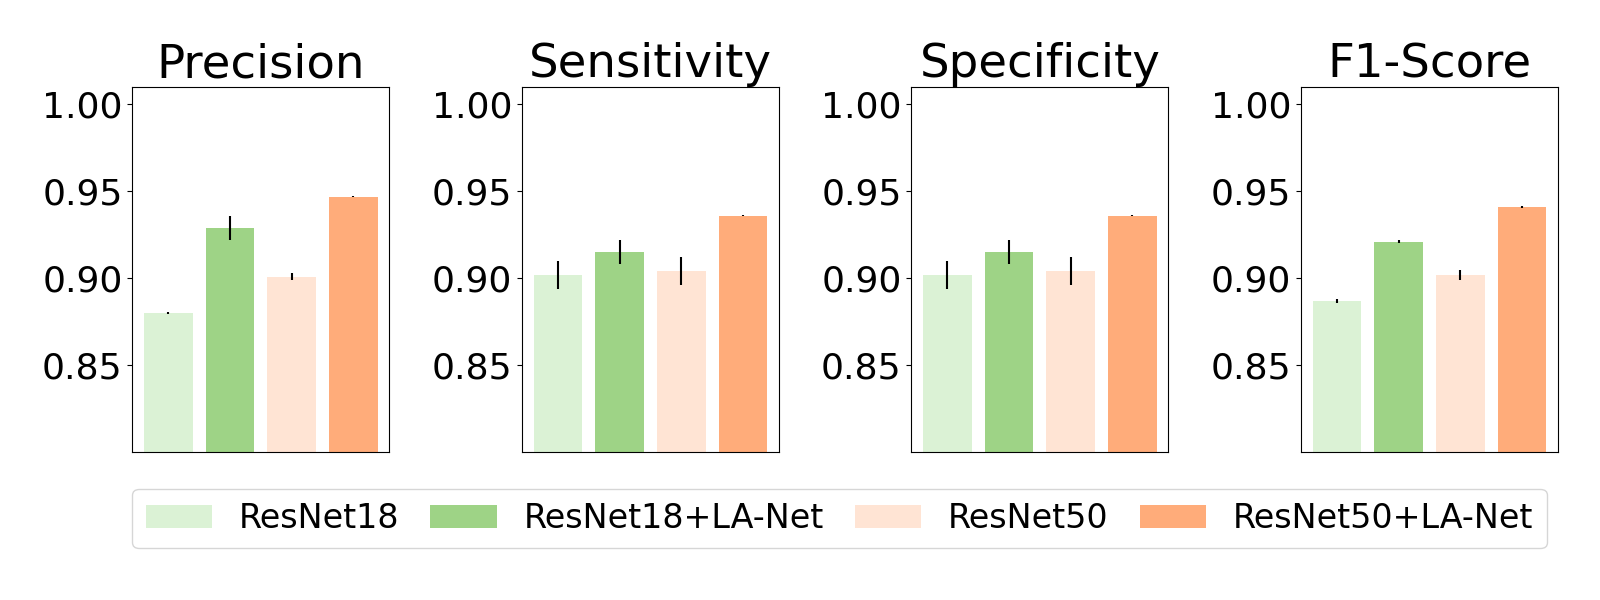 Precision Sensitivity Specificity F1-Score
1.00 1.00 1.00 1.00
0.95 0.95 0.95 0.95
0.90 0.90 0.90 0.90
0.85 0.85 0.85 0.85
ResNet18 ResNet18+LA-Net ResNet50 ResNet50+LA-Net